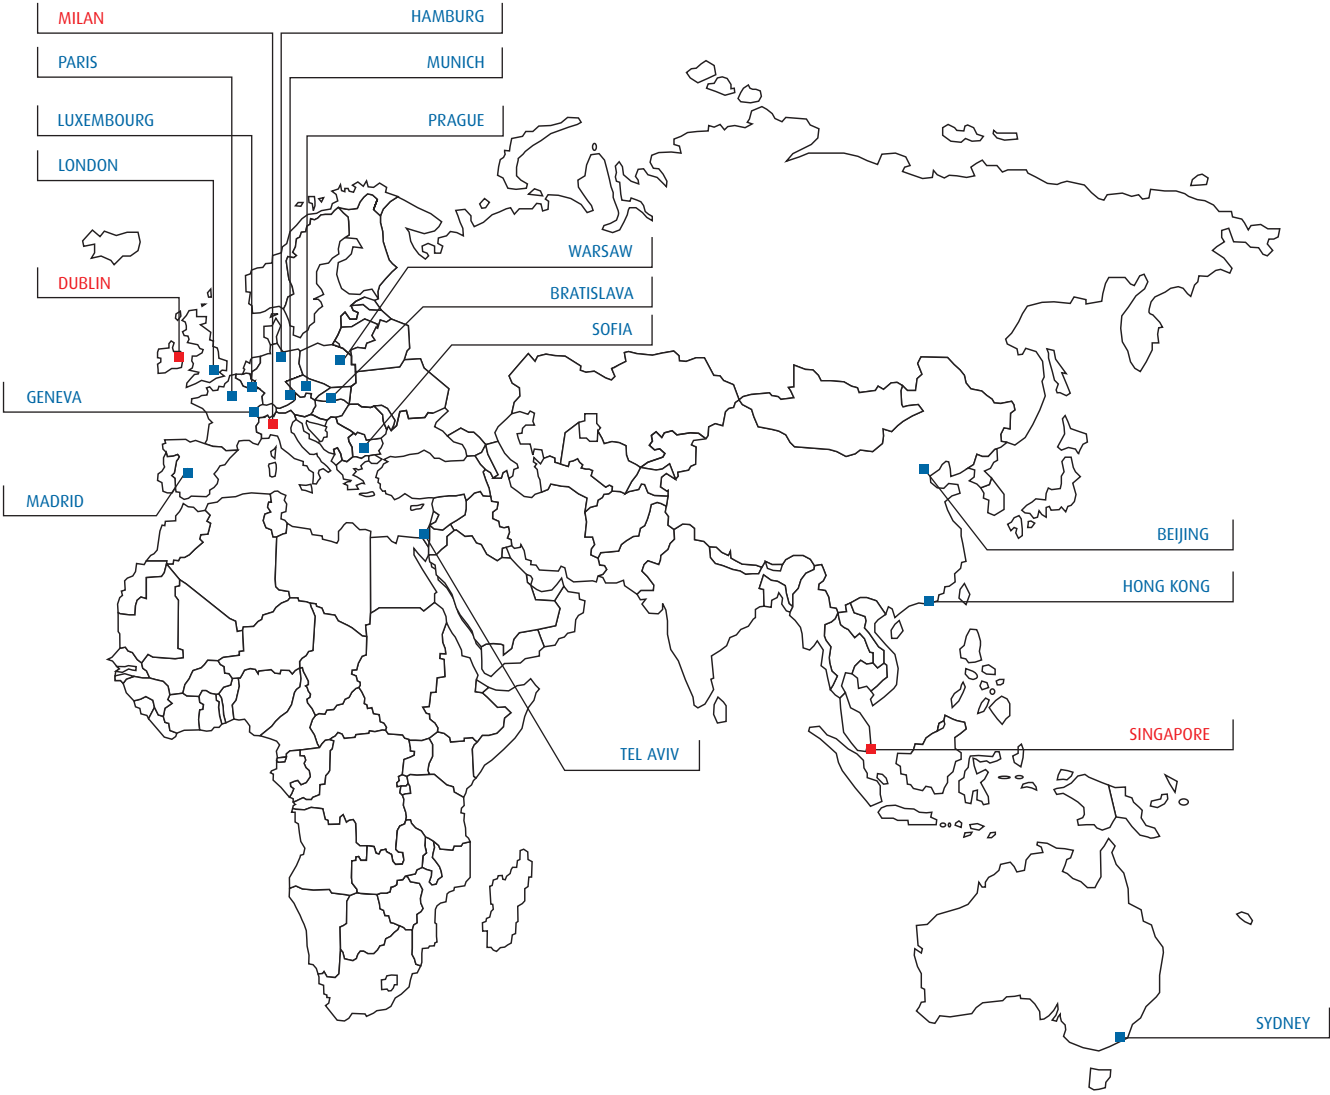 MILAN
HAMBURG
PARIS
MUNICH
LUXEMBOURG
PRAGUE
LONDON
WARSAW
DUBLIN
BRATISLAVA
SOFIA
GENEVA
MADRID
BEIJING
HONG KONG
SINGAPORE
TEL AVIV
SYDNEY